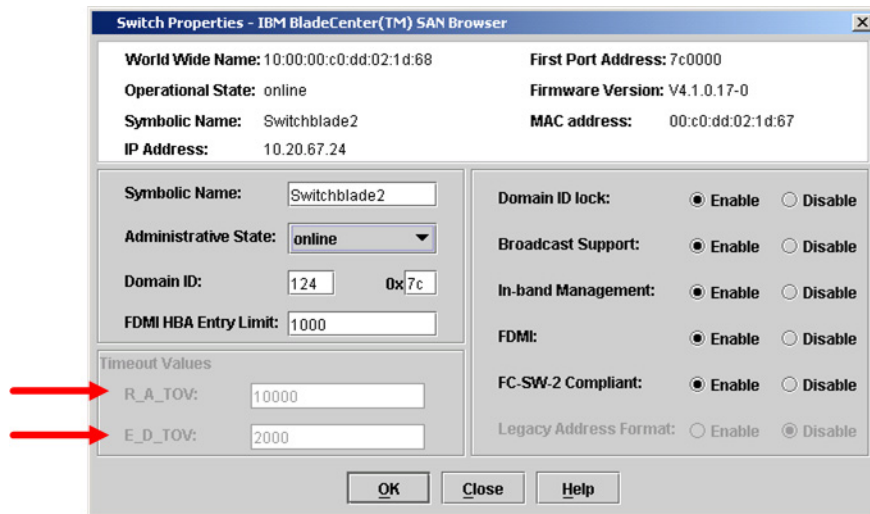 Switch Properties - IBM BladeCenter(TM) SAN Browser
World Wide Name: 10:00:00:c0:dd:02:1d:68 First Port Address: 7c0000
Operational State: online Firmware Version: V4.1.0.17-0
Symbolic Name: Switchblade2 MAC address: 00:c0:dd:02:1d:67
IP Address: 10.20.67.24
Symbolic Name: Switchblade2
Administrative State: online
Domain ID: 124 0x 7c
FDMI HBA Entry Limit: 1000
Timeout Values
R_A_TOV: 10000
E_D_TOV: 2000
Domain ID lock: Enable Disable
Broadcast Support: Enable Disable
In-band Management: Enable Disable
FDMI: Enable Disable
FC-SW-2 Compliant: Enable Disable
Legacy Address Format: Enable Disable
OK Close Help